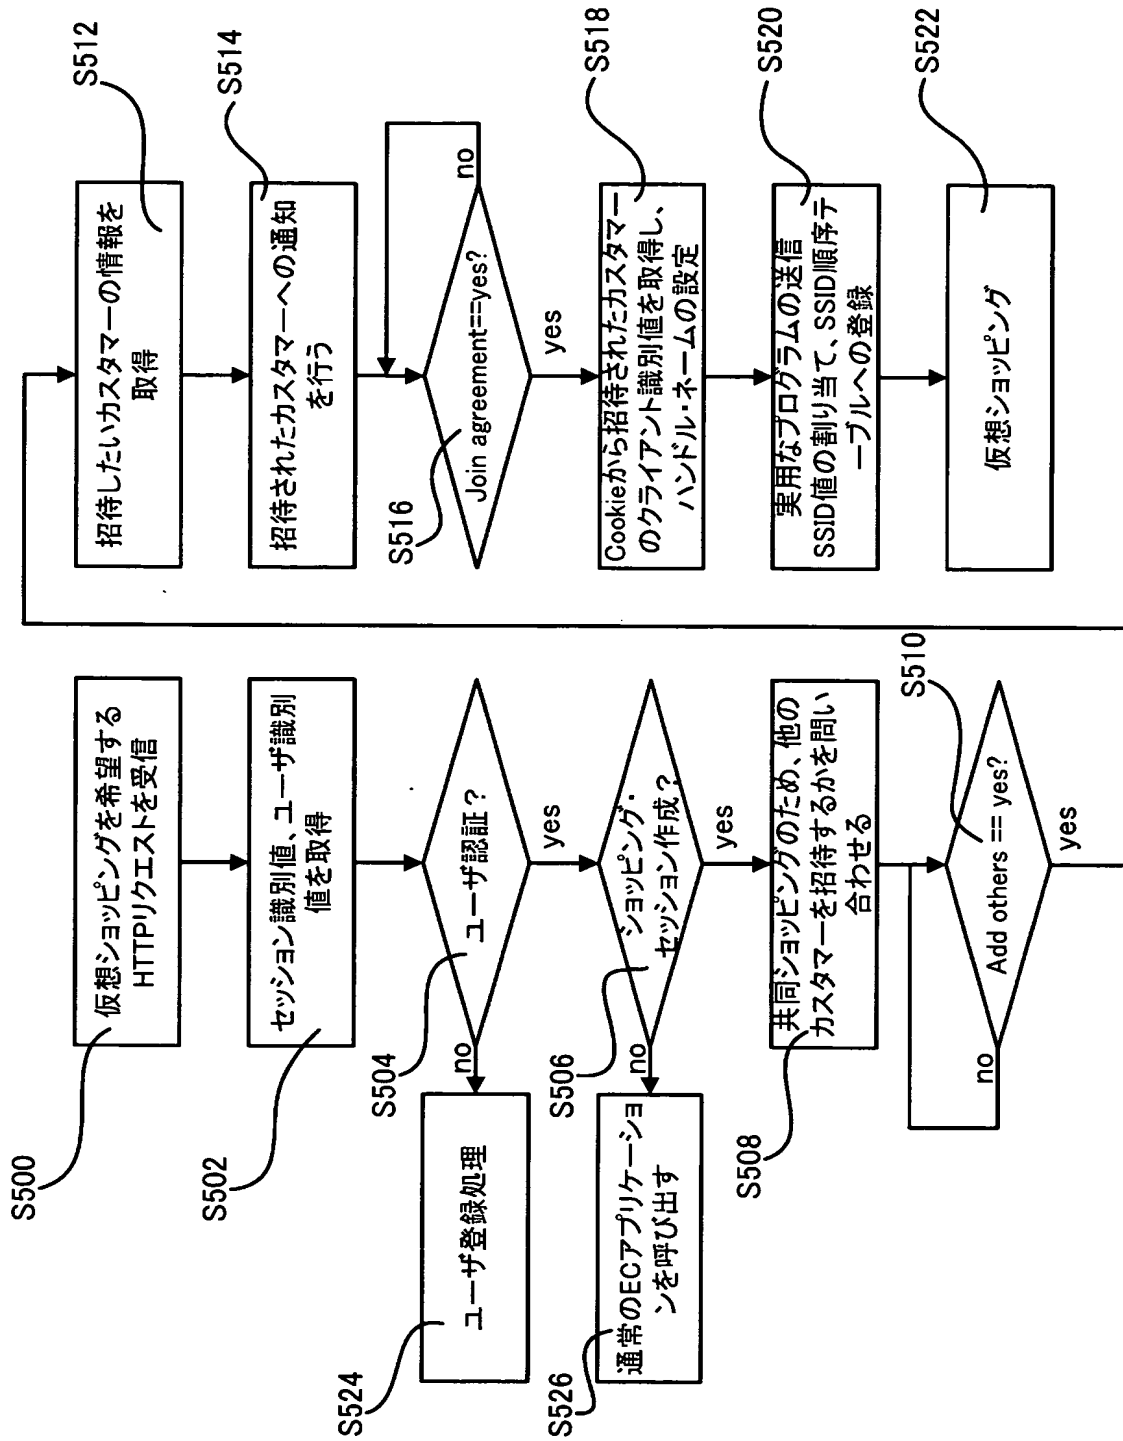 S500
仮想ショッピングを希望する
HTTPリクエストを受信
S502
セッション識別値、ユーザ識別
値を取得
S504
ユーザ認証？
no
yes
S524
ユーザ登録処理
S506
ショッピング・
セッション作成？
no
yes
S526
通常のECアプリケーショ
ンを呼び出す
S508
共同ショッピングのため、他の
カスタマーを招待するかを問い
合わせる
S510
Add others == yes?
no
yes
S512
招待したいカスタマーの情報を
取得
S514
招待されたカスタマーへの通知
を行う
S516
Join agreement==yes?
no
yes
S518
Cookieから招待されたカスタマー
のクライアント識別値を取得し、
ハンドル・ネームの設定
S520
実用なプログラムの送信
SSID値の割り当て、SSID順序テ
ーブルへの登録
S522
仮想ショッピング